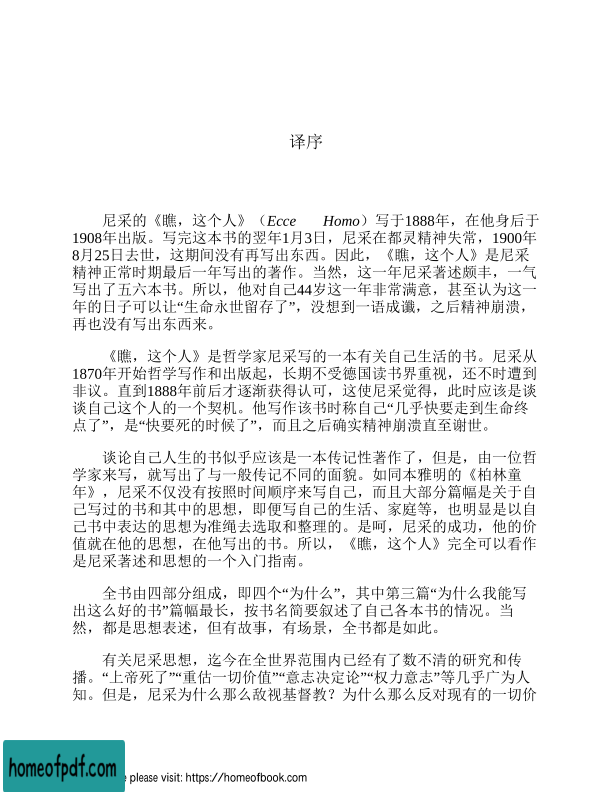 译序
尼采的《瞧，这个人》（Ecce Homo）写于1888年，在他身后于
1908年出版。写完这本书的翌年1月3日，尼采在都灵精神失常，1900年
8月25日去世，这期间没有再写出东西。因此，《瞧，这个人》是尼采
精神正常时期最后一年写出的著作。当然，这一年尼采著述颇丰，一气
写出了五六本书。所以，他对自己44岁这一年非常满意，甚至认为这一
年的日子可以让“生命永世留存了”，没想到一语成谶，之后精神崩溃，
再也没有写出东西来。
《瞧，这个人》是哲学家尼采写的一本有关自己生活的书。尼采从
1870年开始哲学写作和出版起，长期不受德国读书界重视，还不时遭到
非议。直到1888年前后才逐渐获得认可，这使尼采觉得，此时应该是谈
谈自己这个人的一个契机。他写作该书时称自己“几乎快要走到生命终
点了”，是“快要死的时候了”，而且之后确实精神崩溃直至谢世。
谈论自己人生的书似乎应该是一本传记性著作了，但是，由一位哲
学家来写，就写出了与一般传记不同的面貌。如同本雅明的《柏林童
年》，尼采不仅没有按照时间顺序来写自己，而且大部分篇幅是关于自
己写过的书和其中的思想，即便写自己的生活、家庭等，也明显是以自
己书中表达的思想为准绳去选取和整理的。是呵，尼采的成功，他的价
值就在他的思想，在他写出的书。所以，《瞧，这个人》完全可以看作
是尼采著述和思想的一个入门指南。
全书由四部分组成，即四个“为什么”，其中第三篇“为什么我能写
出这么好的书”篇幅最长，按书名简要叙述了自己各本书的情况。当
然，都是思想表述，但有故事，有场景，全书都是如此。
有关尼采思想，迄今在全世界范围内已经有了数不清的研究和传
播。“上帝死了”“重估一切价值”“意志决定论”“权力意志”等几乎广为人
知。但是，尼采为什么那么敌视基督教？为什么那么反对现有的一切价
homeofpdf.com
please visit: https://homeofbook.com